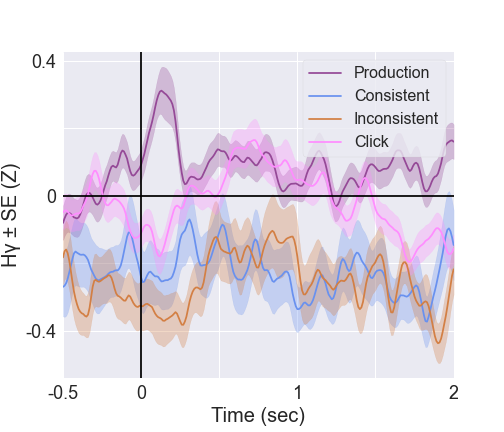 0.4
0
-0.4
Hγ ± SE (Z)
Production
Consistent
Inconsistent
Click
-0.5
0
1
2
Time (sec)